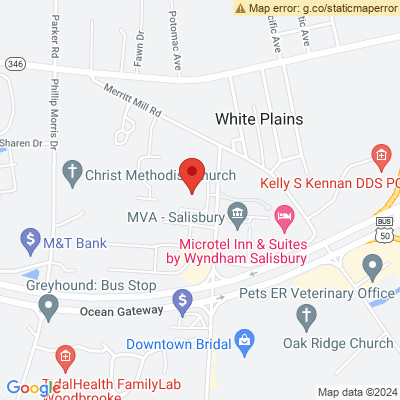 Map error: g.co/staticmaperror
Parker Rd
Fawn Dr
Potomac Ave
346
Phillip Morris Dr
Merritt Mill Rd
White Plains
Sharen Dr
Christ Methodist Church
Kelly S Kennan DDS PC
MVA - Salisbury
BUS
50
M&T Bank
Microtel Inn & Suites
by Wyndham Salisbury
Greyhound: Bus Stop
Ocean Gateway
Pets ER Veterinary Office
Downtown Bridal
Oak Ridge Church
TidalHealth FamilyLab
Woodbrooke
Google
Map data ©2024